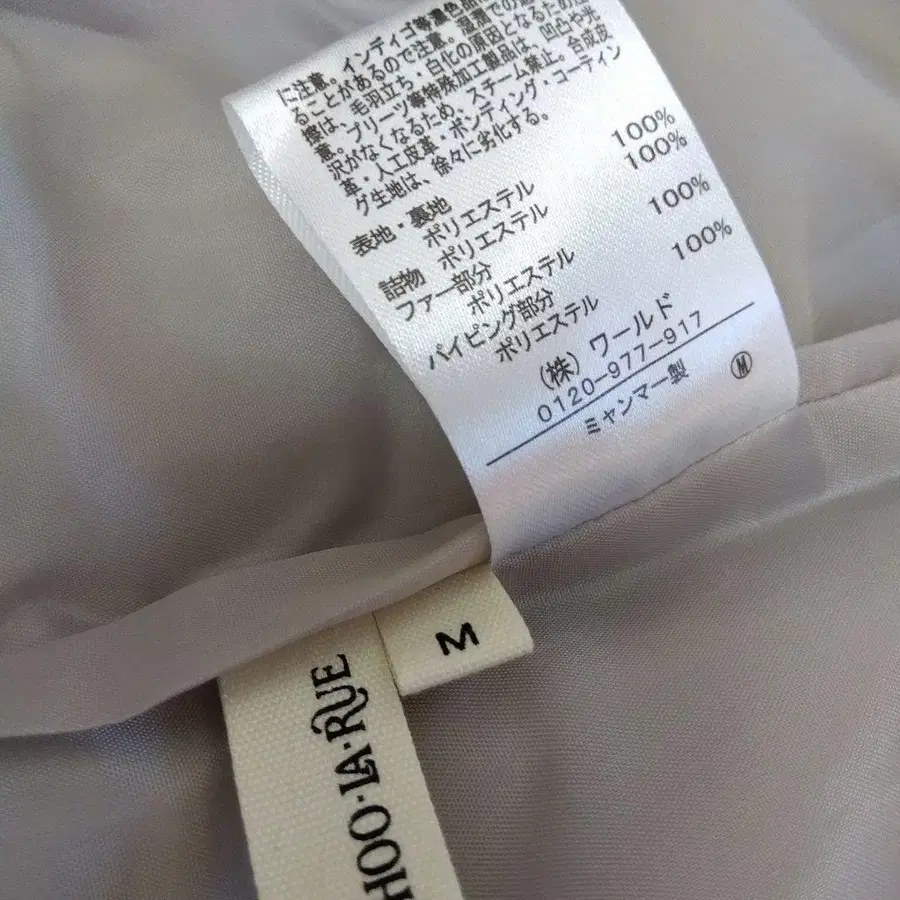 に注意。インディゴ等濃色品
ることがあるので注意。湿潤での
擦は、毛羽立ち・白化の原因となるため注
意。プリーツ等特殊加工製品は、凹凸や光
沢がなくなるため、スチーム禁止。合成皮
革・人工皮革・ボンディング・コーティン
グ生地は、徐々に劣化する。
表地・裏地
ポリエステル 100%
詰物 ポリエステル 100%
ファー部分
ポリエステル 100%
パイピング部分
ポリエステル 100%
(株) ワールド
0120-977-917
ミャンマー製 M
M
HOO·LA·RUE